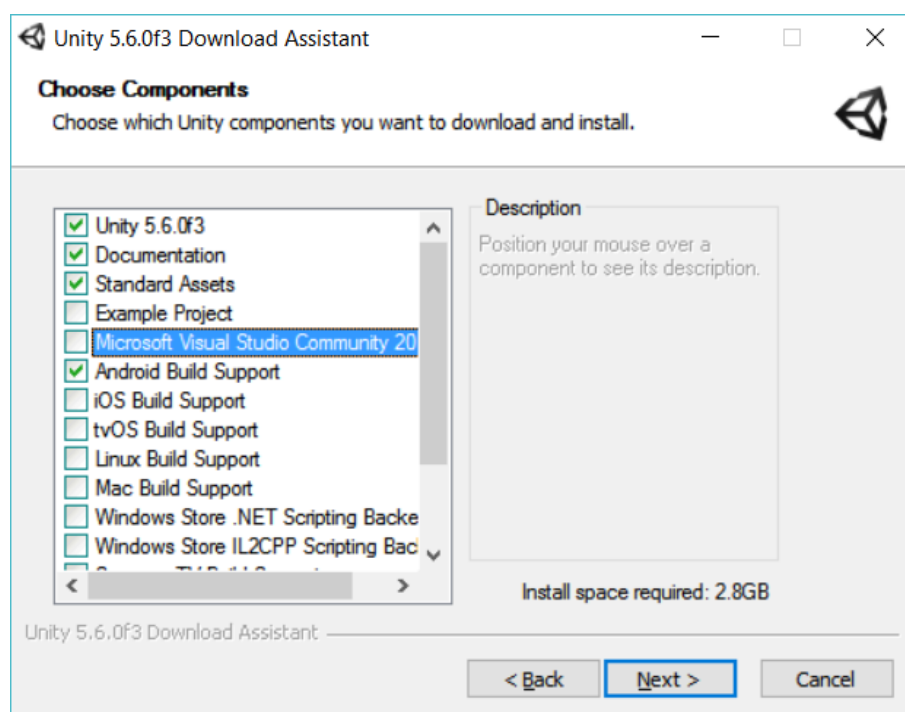 Unity 5.6.0f3 Download Assistant
Choose Components
Choose which Unity components you want to download and install.
Unity 5.6.0f3
Documentation
Standard Assets
Example Project
Microsoft Visual Studio Community 20
Android Build Support
iOS Build Support
tvOS Build Support
Linux Build Support
Mac Build Support
Windows Store .NET Scripting Backe
Windows Store IL2CPP Scripting Bac
Description
Position your mouse over a
component to see its description.
Install space required: 2.8GB
Unity 5.6.0f3 Download Assistant
< Back
Next >
Cancel